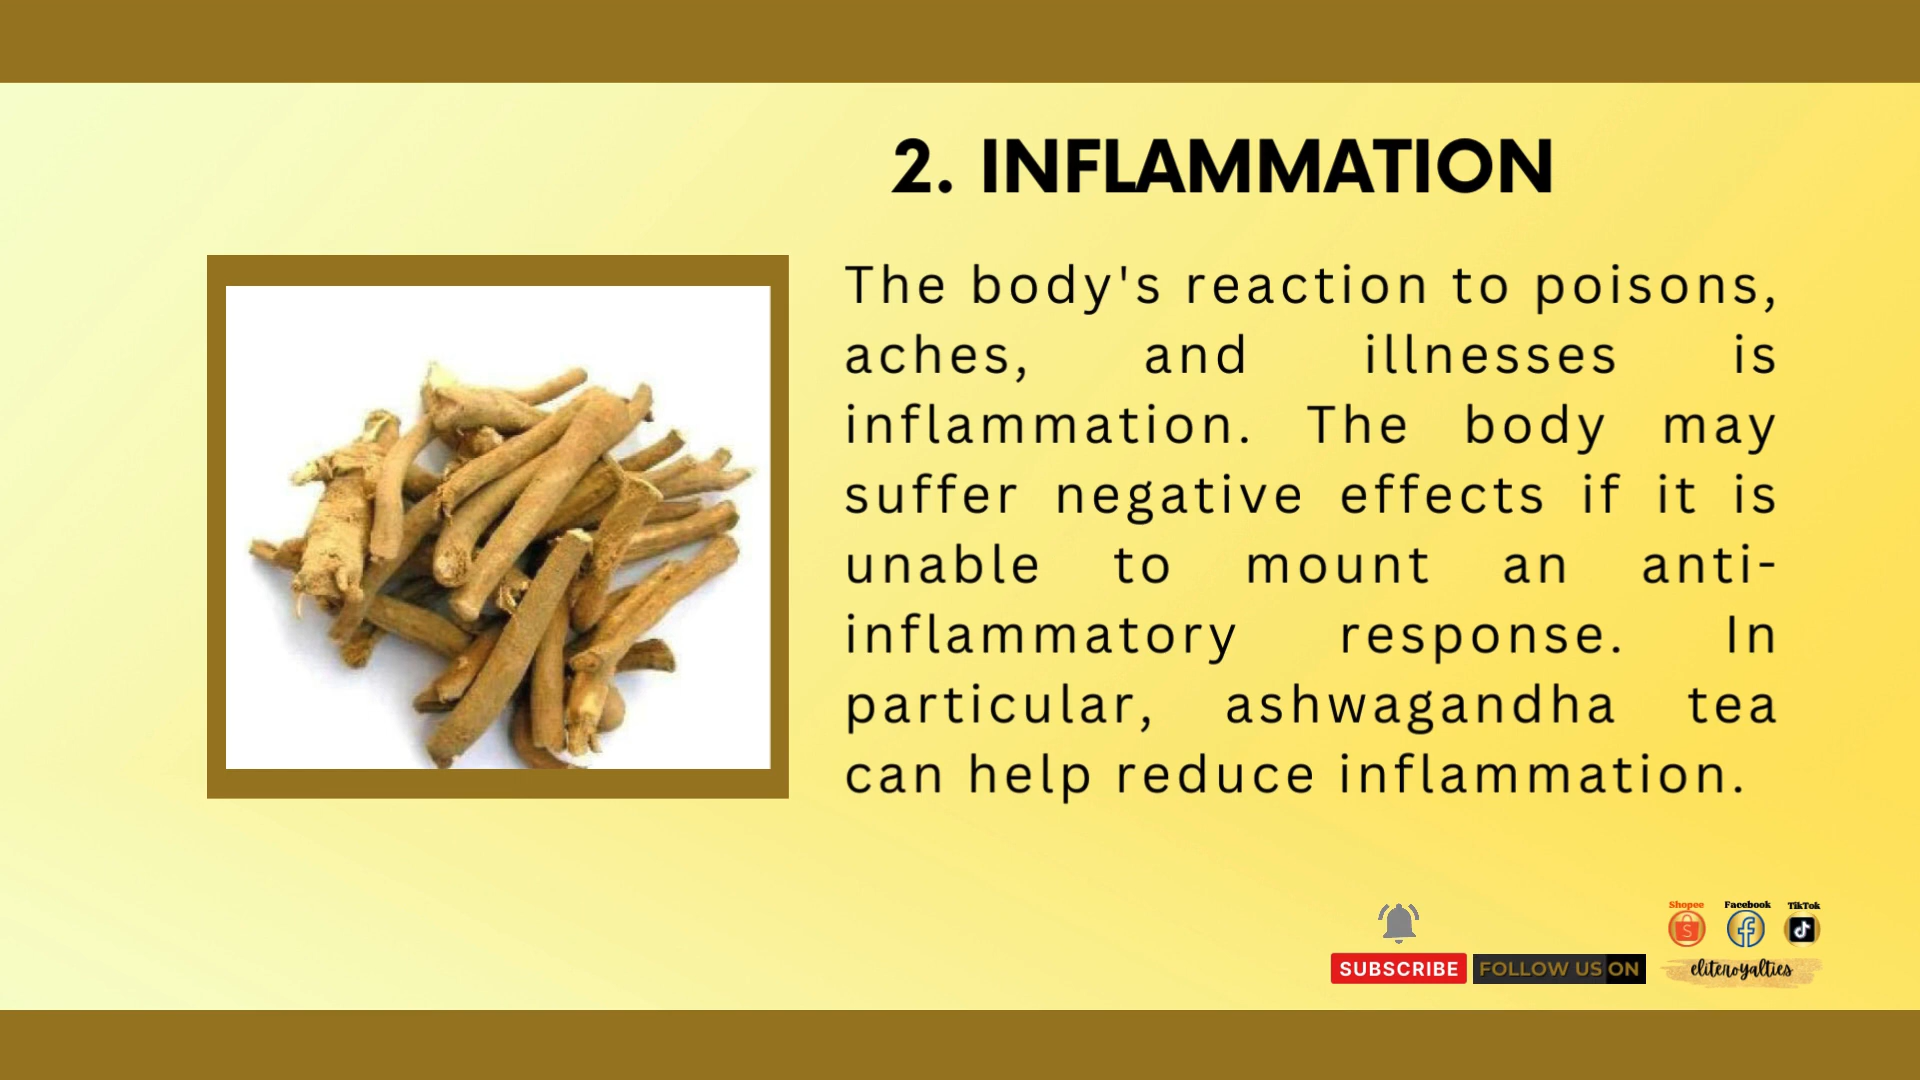 2. INFLAMMATION
The body's reaction to poisons,
aches, and illnesses is
inflammation. The body may
suffer negative effects if it is
unable to mount an anti-
inflammatory response. In
particular, ashwagandha tea
can help reduce inflammation.
Shopee Facebook TikTok
SUBSCRIBE FOLLOW US ON eliteroyalties